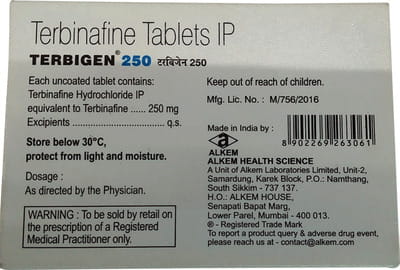 Terbinafine Tablets IP
TERBIGEN® 250 टरबिजेन 250
Each uncoated tablet contains:
Terbinafine Hydrochloride IP
equivalent to Terbinafine ..... 250 mg
Excipients ............................ q.s.
Store below 30°C,
protect from light and moisture.
Dosage :
As directed by the Physician.
WARNING : To be sold by retail on
the prescription of a Registered
Medical Practitioner only.
Keep out of reach of children.
Mfg. Lic. No. : M/756/2016
Made in India by :
ALKEM
8902269263061
ALKEM HEALTH SCIENCE
A Unit of Alkem Laboratories Limited, Unit-2,
Samardung, Karek Block, P.O: Namthang,
South Sikkim - 737 137.
H.O.: ALKEM HOUSE,
Senapati Bapat Marg,
Lower Parel, Mumbai - 400 013.
® - Registered Trade Mark
To report a product query & adverse drug event,
please reach us at - contact@alkem.com